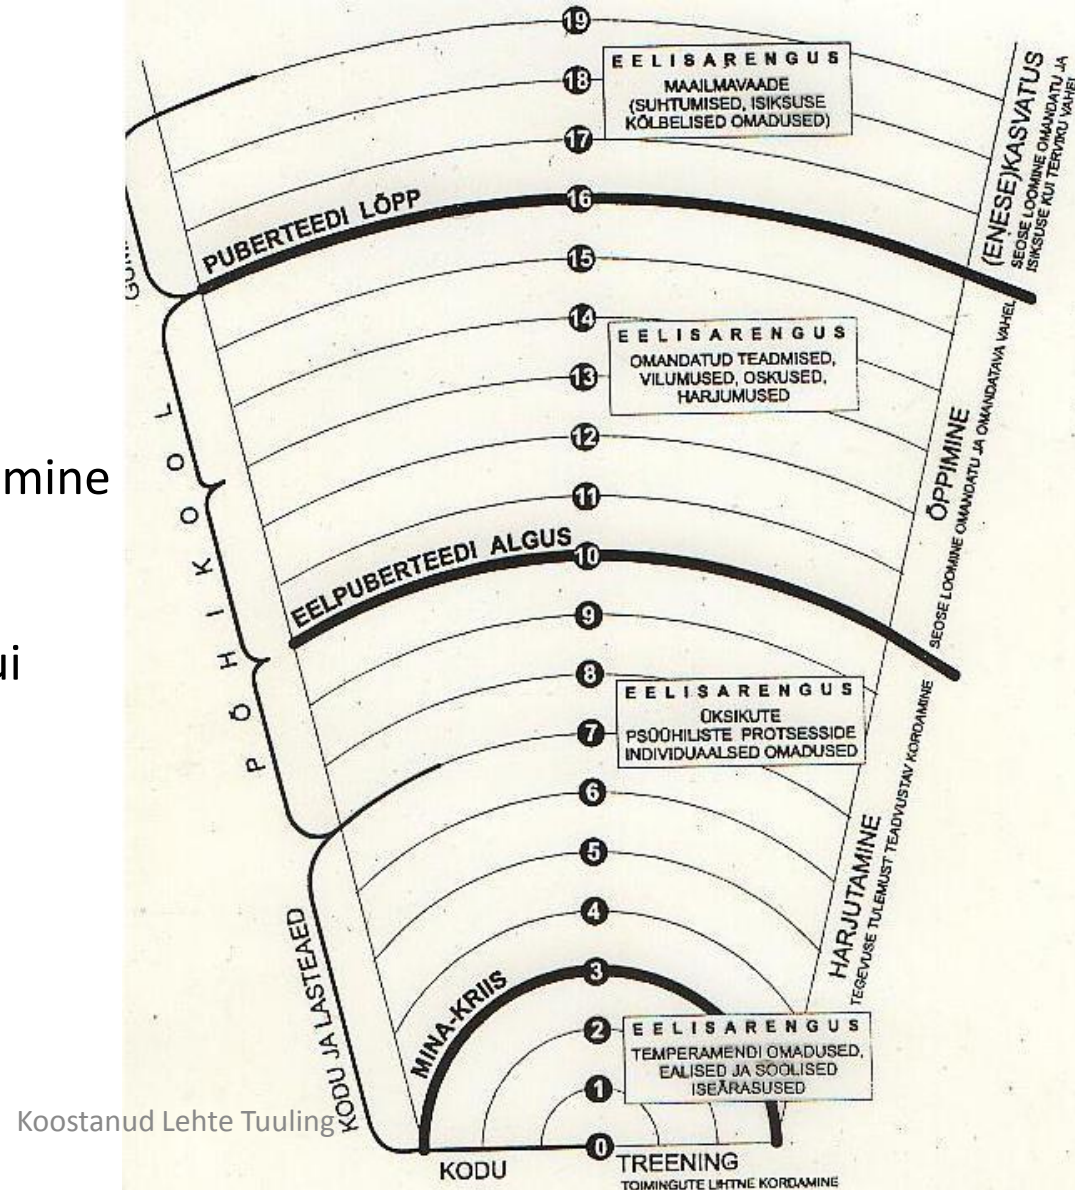 19
EELISARENGUS
18
MAAILMAVAADE
(SUHTUMISED, ISIKSUSE
KÕLBELISED OMADUSED)
17
(ENESE)KASVATUS
SEOSE LOOMINE OMANDATU JA
ISIKSUSE KUI TERVIKU VAHEL
PUBERTEEDI LÕPP
16
15
14
EELISARENGUS
OMANDATUD TEADMISED,
VILUMUSED, OSKUSED,
HARJUMUSED
13
12
ÕPPIMINE
SEOSE LOOMINE OMANDATU JA OMANDATAVA VAHEL
mine
11
EELPUBERTEEDI ALGUS
10
PÕHIKOOL
9
ui
8
EELISARENGUS
ÜKSIKUTE
PSÜÜHILISTE PROTSESSIDE
INDIVIDUAALSED OMADUSED
7
6
5
HARJUTAMINE
TEGEVUSE TULEMUST TEADVUSTAV KORDAMINE
4
KODU JA LASTEAED
MINA-KRIIS
3
2
EELISARENGUS
TEMPERAMENDI OMADUSED,
EALISED JA SOOLISED
ISEÄRASUSED
1
Koostanud Lehte Tuuling
0
KODU
TREENING
TOIMINGUTE LIHTNE KORDAMINE